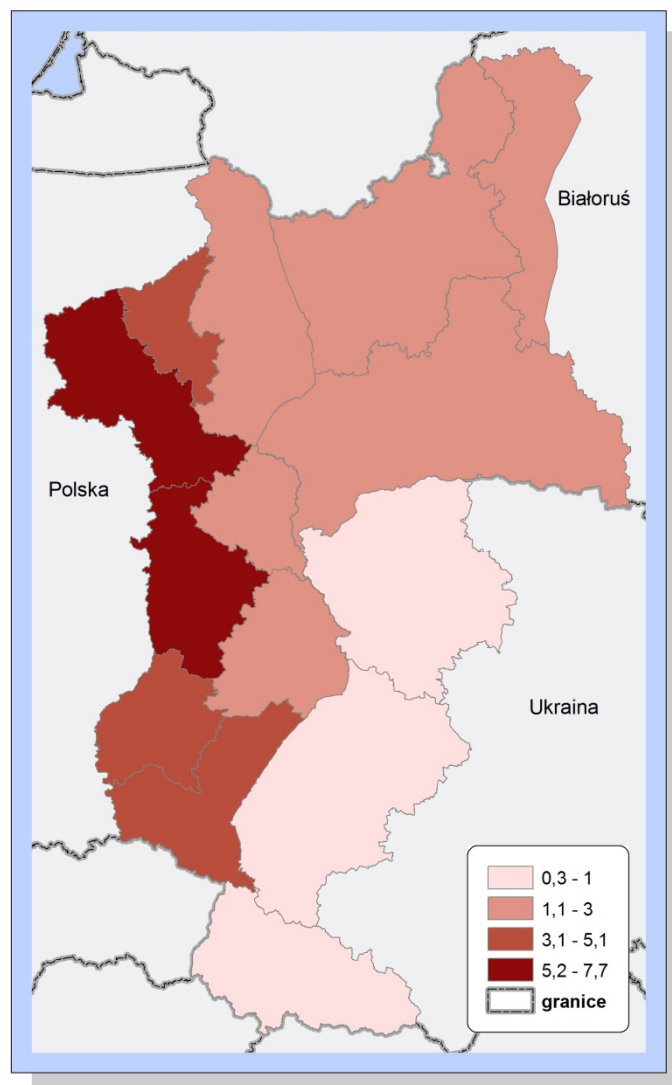 Białoruś
Polska
Ukraina
0,3 - 1
1,1 - 3
3,1 - 5,1
5,2 - 7,7
granice